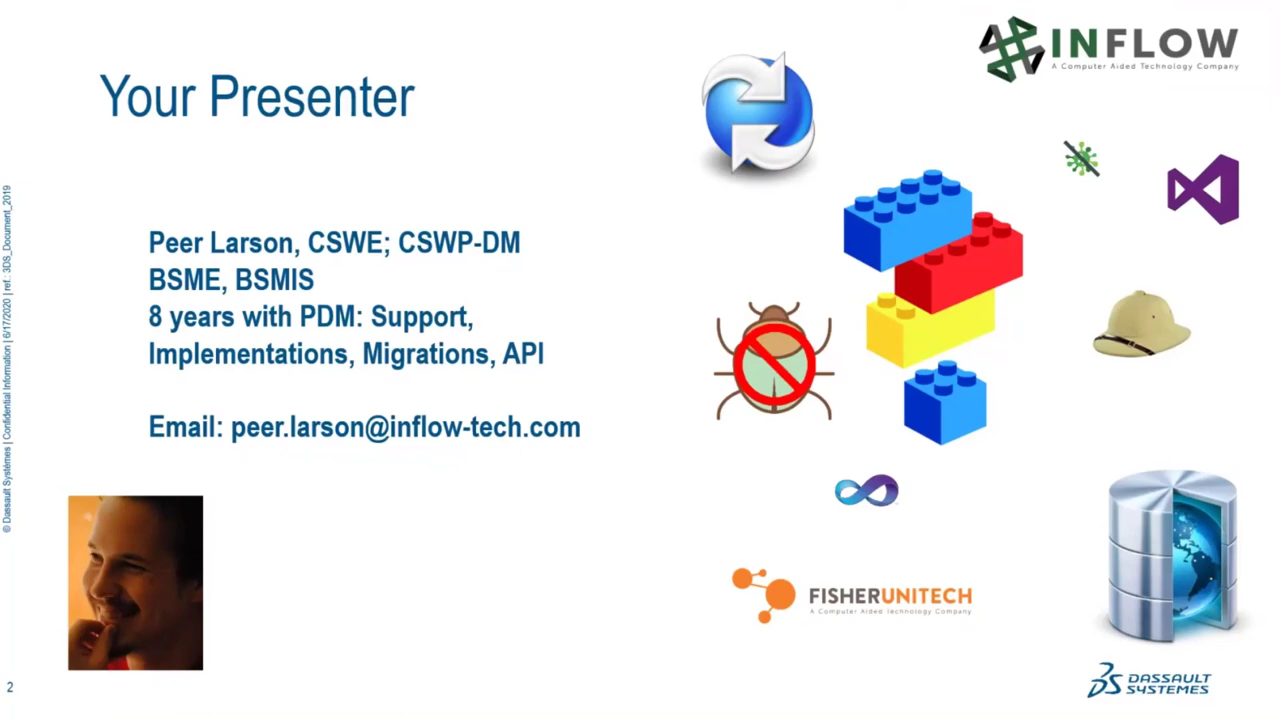 INFLOW
A Computer Aided Technology Company
Your Presenter
Peer Larson, CSWE; CSWP-DM
BSME, BSMIS
8 years with PDM: Support,
Implementations, Migrations, API
Email: peer.larson@inflow-tech.com
FISHERUNITECH
A Computer Aided Technology Company
DASSAULT
SYSTEMES
© Dassault Systèmes | Confidential Information | 6/17/2020 | ref.: 3DS_Document_2019
2